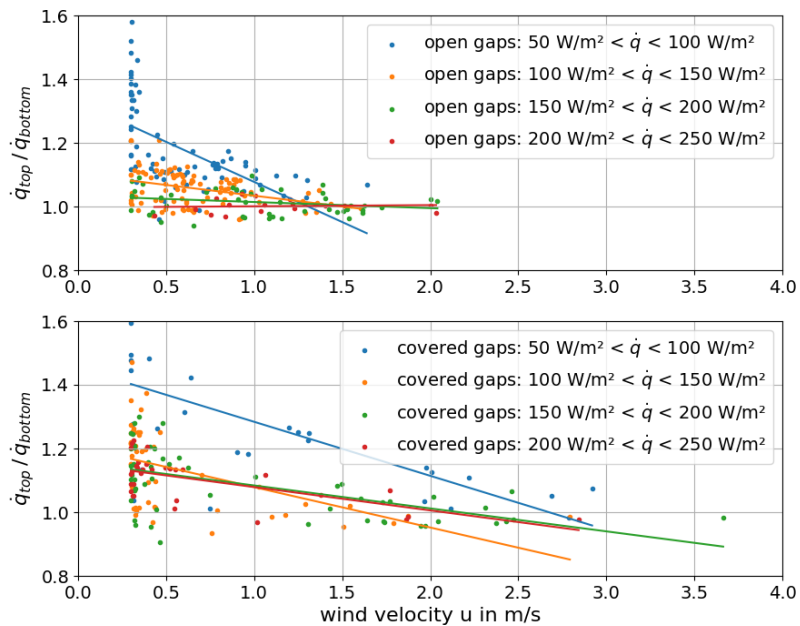 1.6
1.4
1.2
1.0
0.8
q̇top / q̇bottom
open gaps: 50 W/m² < q̇ < 100 W/m²
open gaps: 100 W/m² < q̇ < 150 W/m²
open gaps: 150 W/m² < q̇ < 200 W/m²
open gaps: 200 W/m² < q̇ < 250 W/m²
0.0 0.5 1.0 1.5 2.0 2.5 3.0 3.5 4.0
1.6
1.4
1.2
1.0
0.8
q̇top / q̇bottom
covered gaps: 50 W/m² < q̇ < 100 W/m²
covered gaps: 100 W/m² < q̇ < 150 W/m²
covered gaps: 150 W/m² < q̇ < 200 W/m²
covered gaps: 200 W/m² < q̇ < 250 W/m²
0.0 0.5 1.0 1.5 2.0 2.5 3.0 3.5 4.0
wind velocity u in m/s